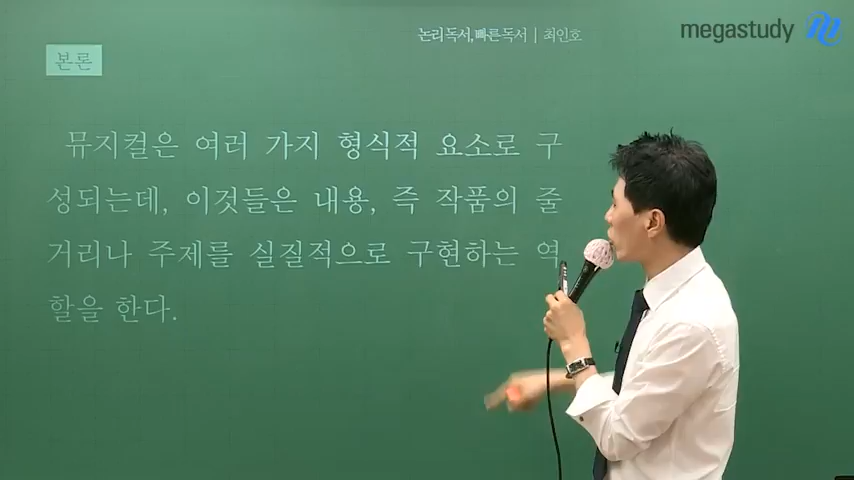 논리독서, 빠른독서 | 최인호
megastudy
본론
뮤지컬은 여러 가지 형식적 요소로 구
성되는데, 이것들은 내용, 즉 작품의 줄
거리나 주제를 실질적으로 구현하는 역
할을 한다.